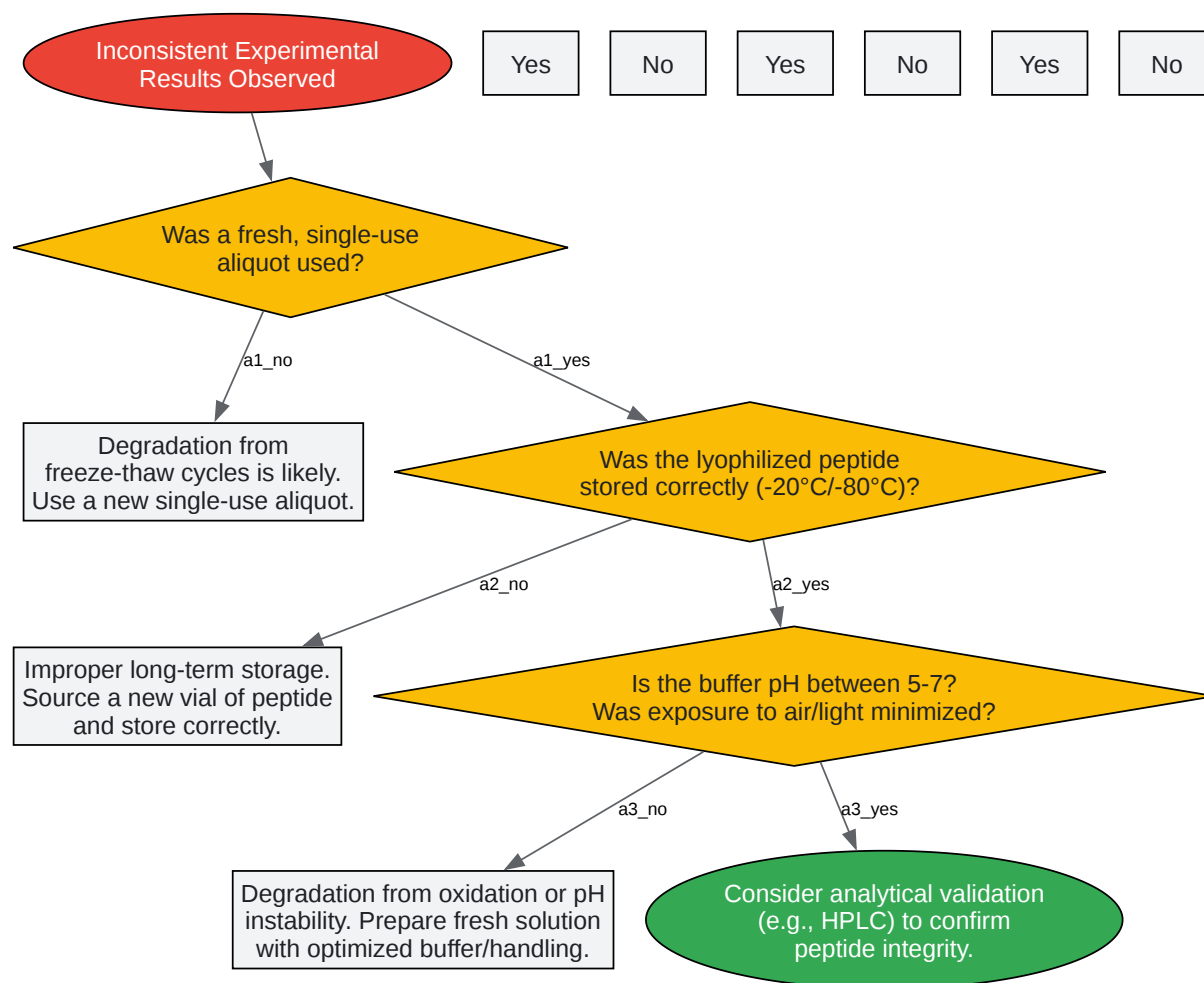 Inconsistent Experimental
Results Observed
Yes
No
Yes
No
Yes
No
Was a fresh, single-use
aliquot used?
a1_no
a1_yes
Degradation from
freeze-thaw cycles is likely.
Use a new single-use aliquot.
Was the lyophilized peptide
stored correctly (-20°C/-80°C)?
a2_no
a2_yes
Improper long-term storage.
Source a new vial of peptide
and store correctly.
Is the buffer pH between 5-7?
Was exposure to air/light minimized?
a3_no
a3_yes
Degradation from oxidation or pH
instability. Prepare fresh solution
with optimized buffer/handling.
Consider analytical validation
(e.g., HPLC) to confirm
peptide integrity.